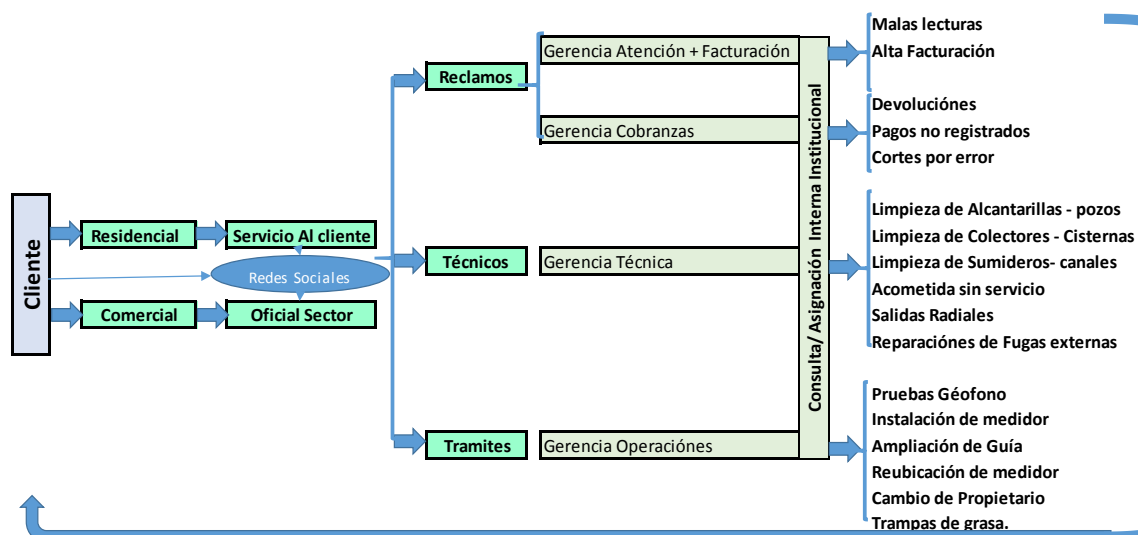 Cliente
Residencial
Servicio Al cliente
Redes Sociales
Comercial
Oficial Sector
Reclamos
Técnicos
Tramites
Gerencia Atención + Facturación
Gerencia Cobranzas
Gerencia Técnica
Gerencia Operaciónes
Consulta/ Asignación Interna Institucional
Malas lecturas
Alta Facturación
Devoluciónes
Pagos no registrados
Cortes por error
Limpieza de Alcantarillas - pozos
Limpieza de Colectores - Cisternas
Limpieza de Sumideros- canales
Acometida sin servicio
Salidas Radiales
Reparaciónes de Fugas externas
Pruebas Géofono
Instalación de medidor
Ampliación de Guía
Reubicación de medidor
Cambio de Propietario
Trampas de grasa.